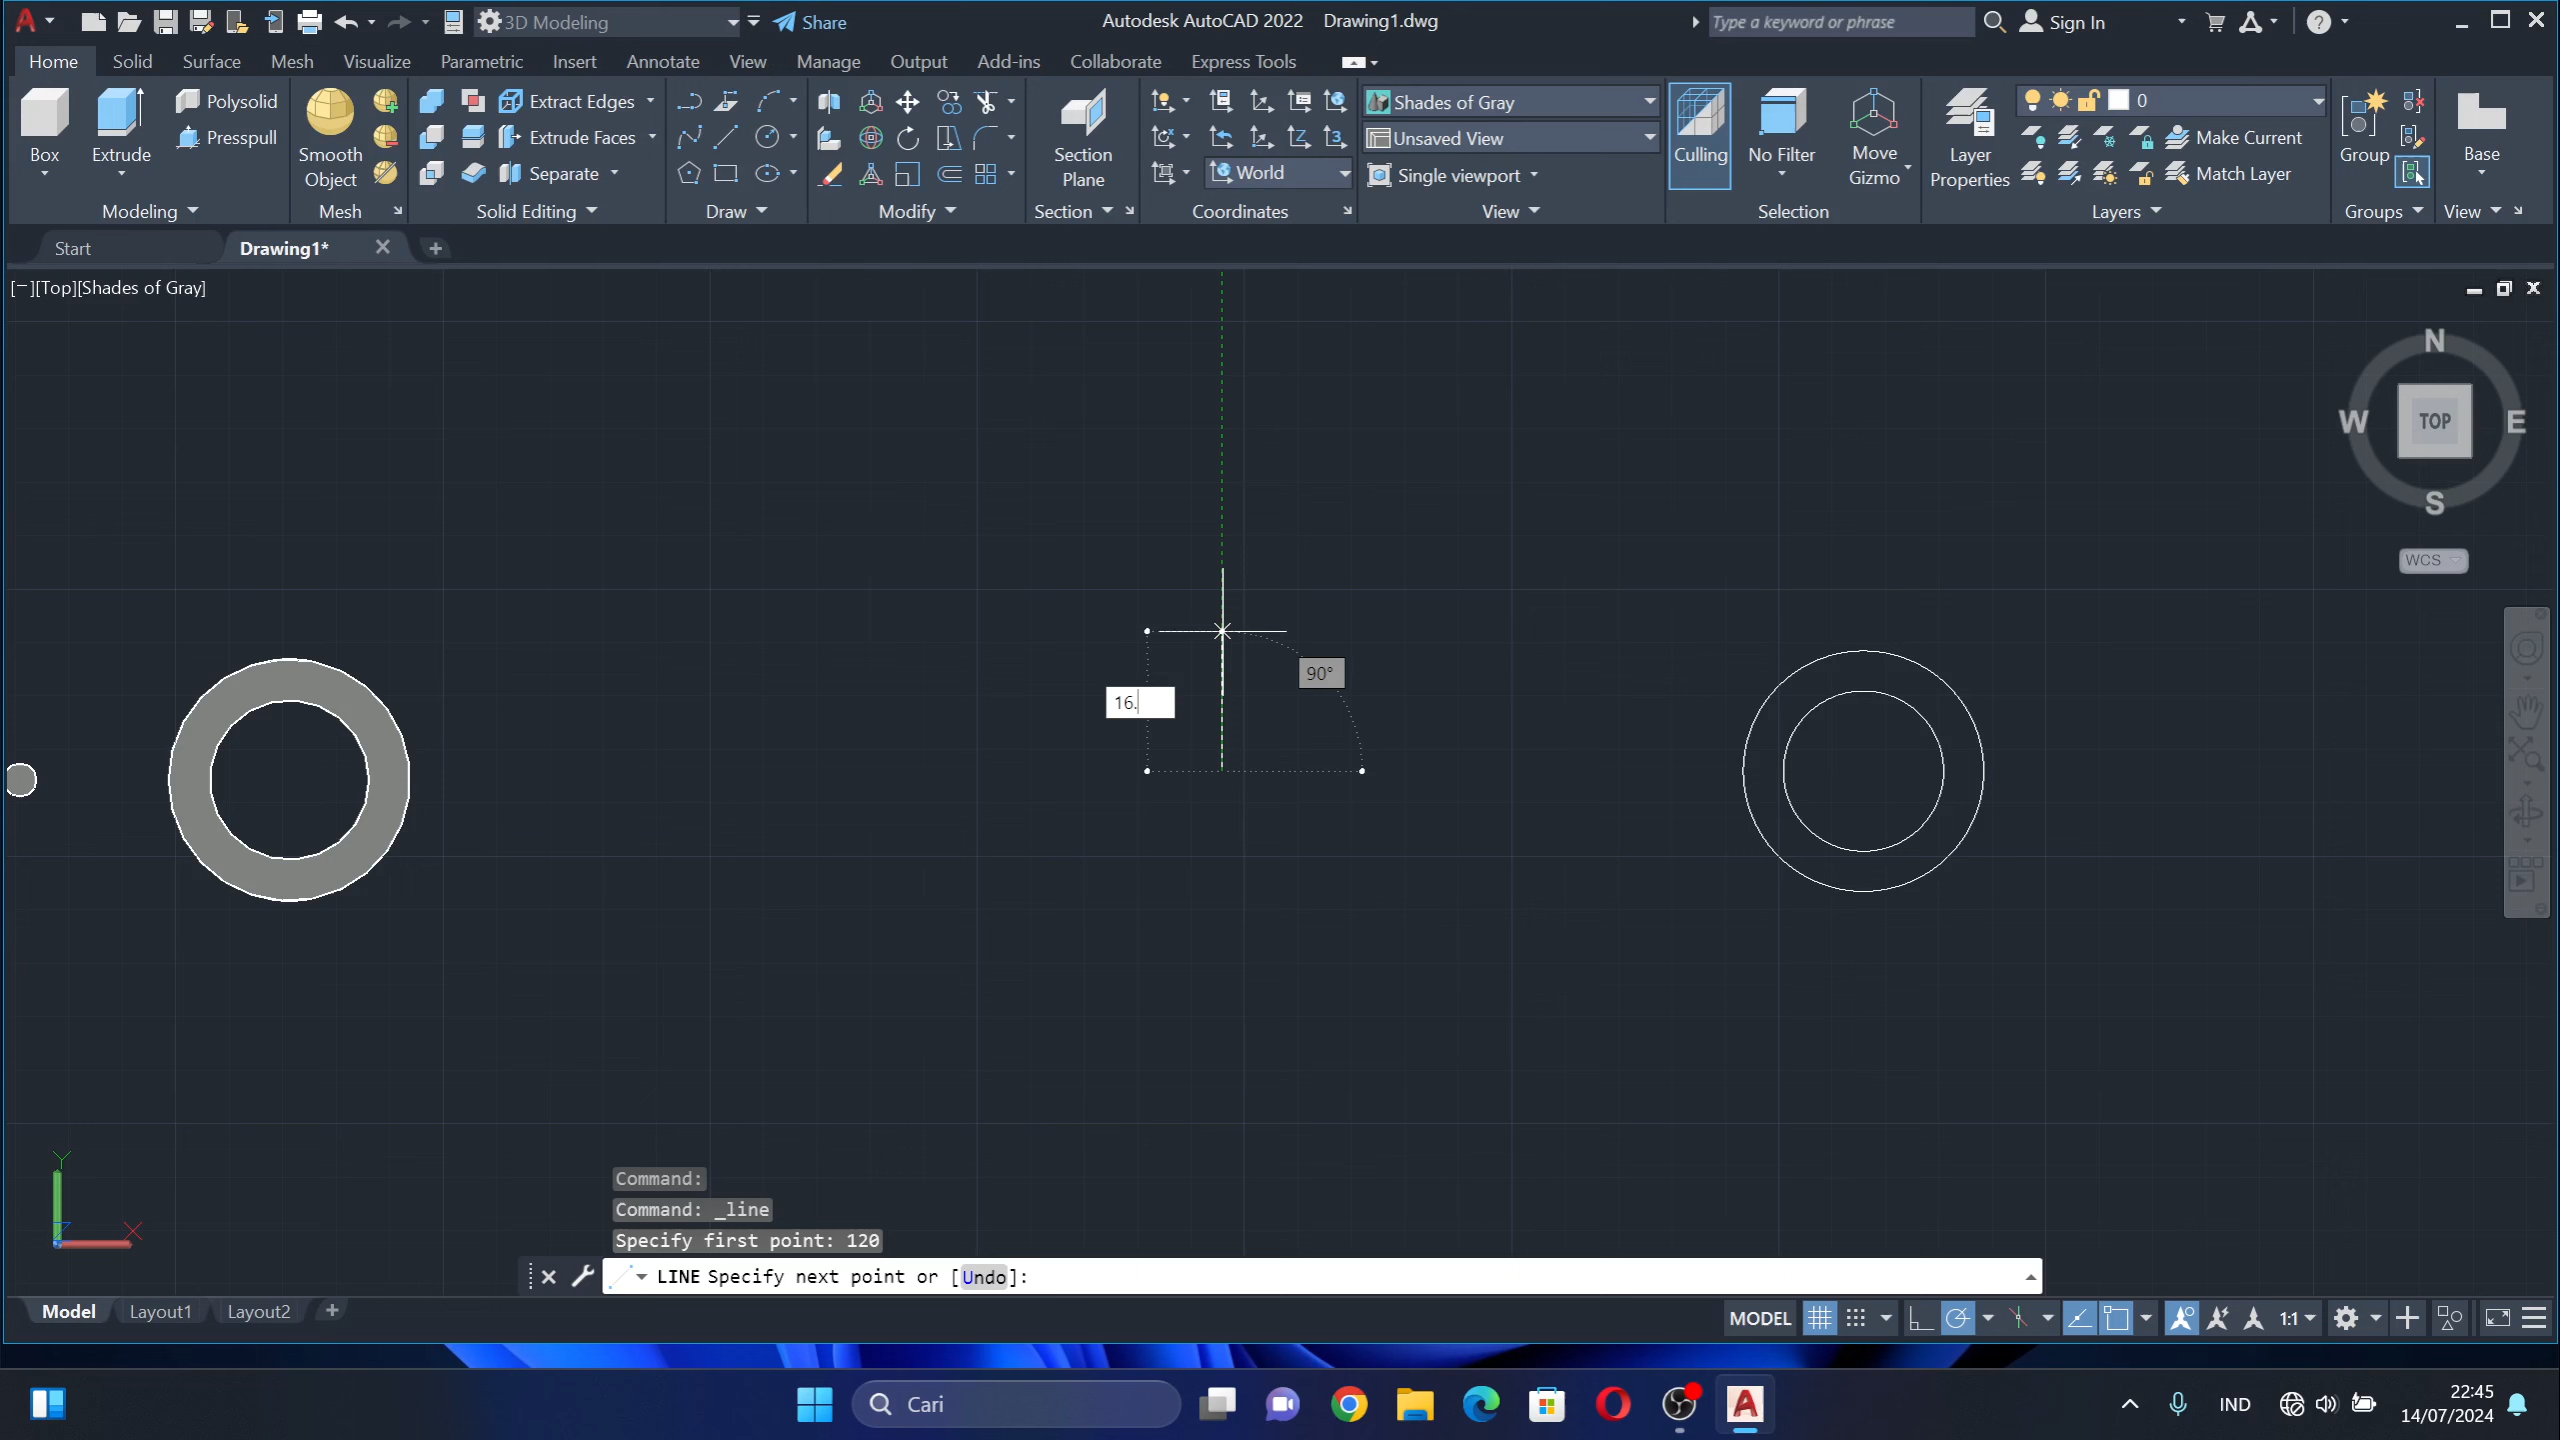 3D Modeling
Share
Autodesk AutoCAD 2022 Drawing1.dwg
Type a keyword or phrase
Sign In
Home Solid Surface Mesh Visualize Parametric Insert Annotate View Manage Output Add-ins Collaborate Express Tools
Box
Extrude
Polysolid
Presspull
Modeling
Smooth
Object
Mesh
Extract Edges
Extrude Faces
Separate
Solid Editing
Draw
Modify
Section
Plane
Section
World
Coordinates
Shades of Gray
Unsaved View
Single viewport
View
Culling
No Filter
Move
Gizmo
Selection
Layer
Properties
0
Make Current
Match Layer
Layers
Group
Groups
Base
View
Start
Drawing1*
[−][Top][Shades of Gray]
N
W TOP E
S
WCS
90°
16.
Y
X
Z
Command:
Command: _line
Specify first point: 120
LINE Specify next point or [Undo]:
Model Layout1 Layout2
MODEL
1:1
Cari
IND
22:45
14/07/2024